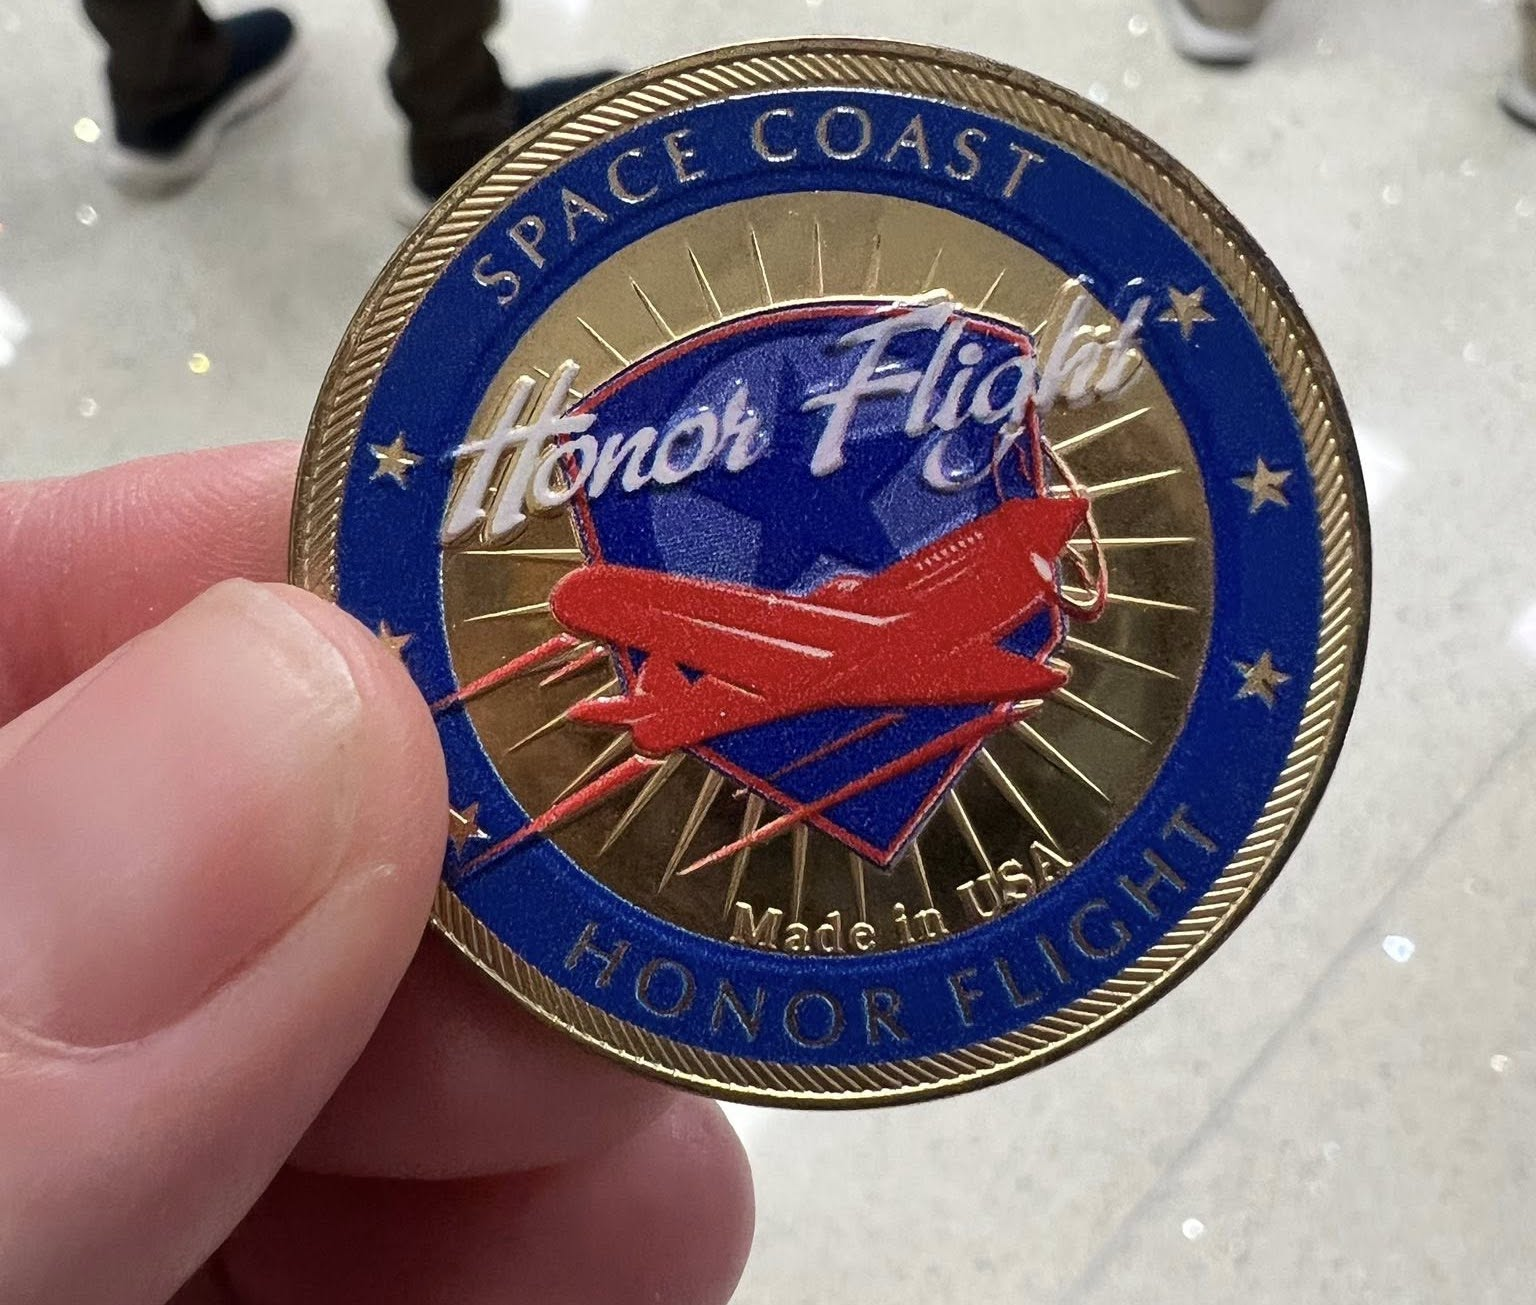 SPACE COAST
Honor Flight
Made in USA
HONOR FLIGHT